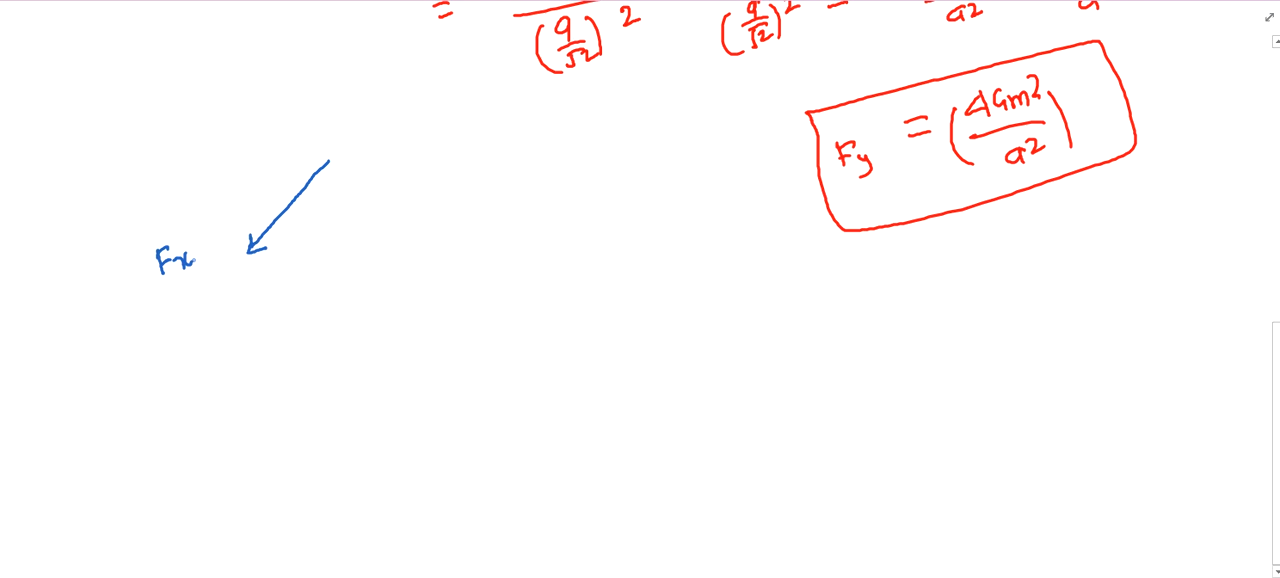 = (a/√2)² (a/√2)² = a²
Fy = (4Gm²/a²)
Fx